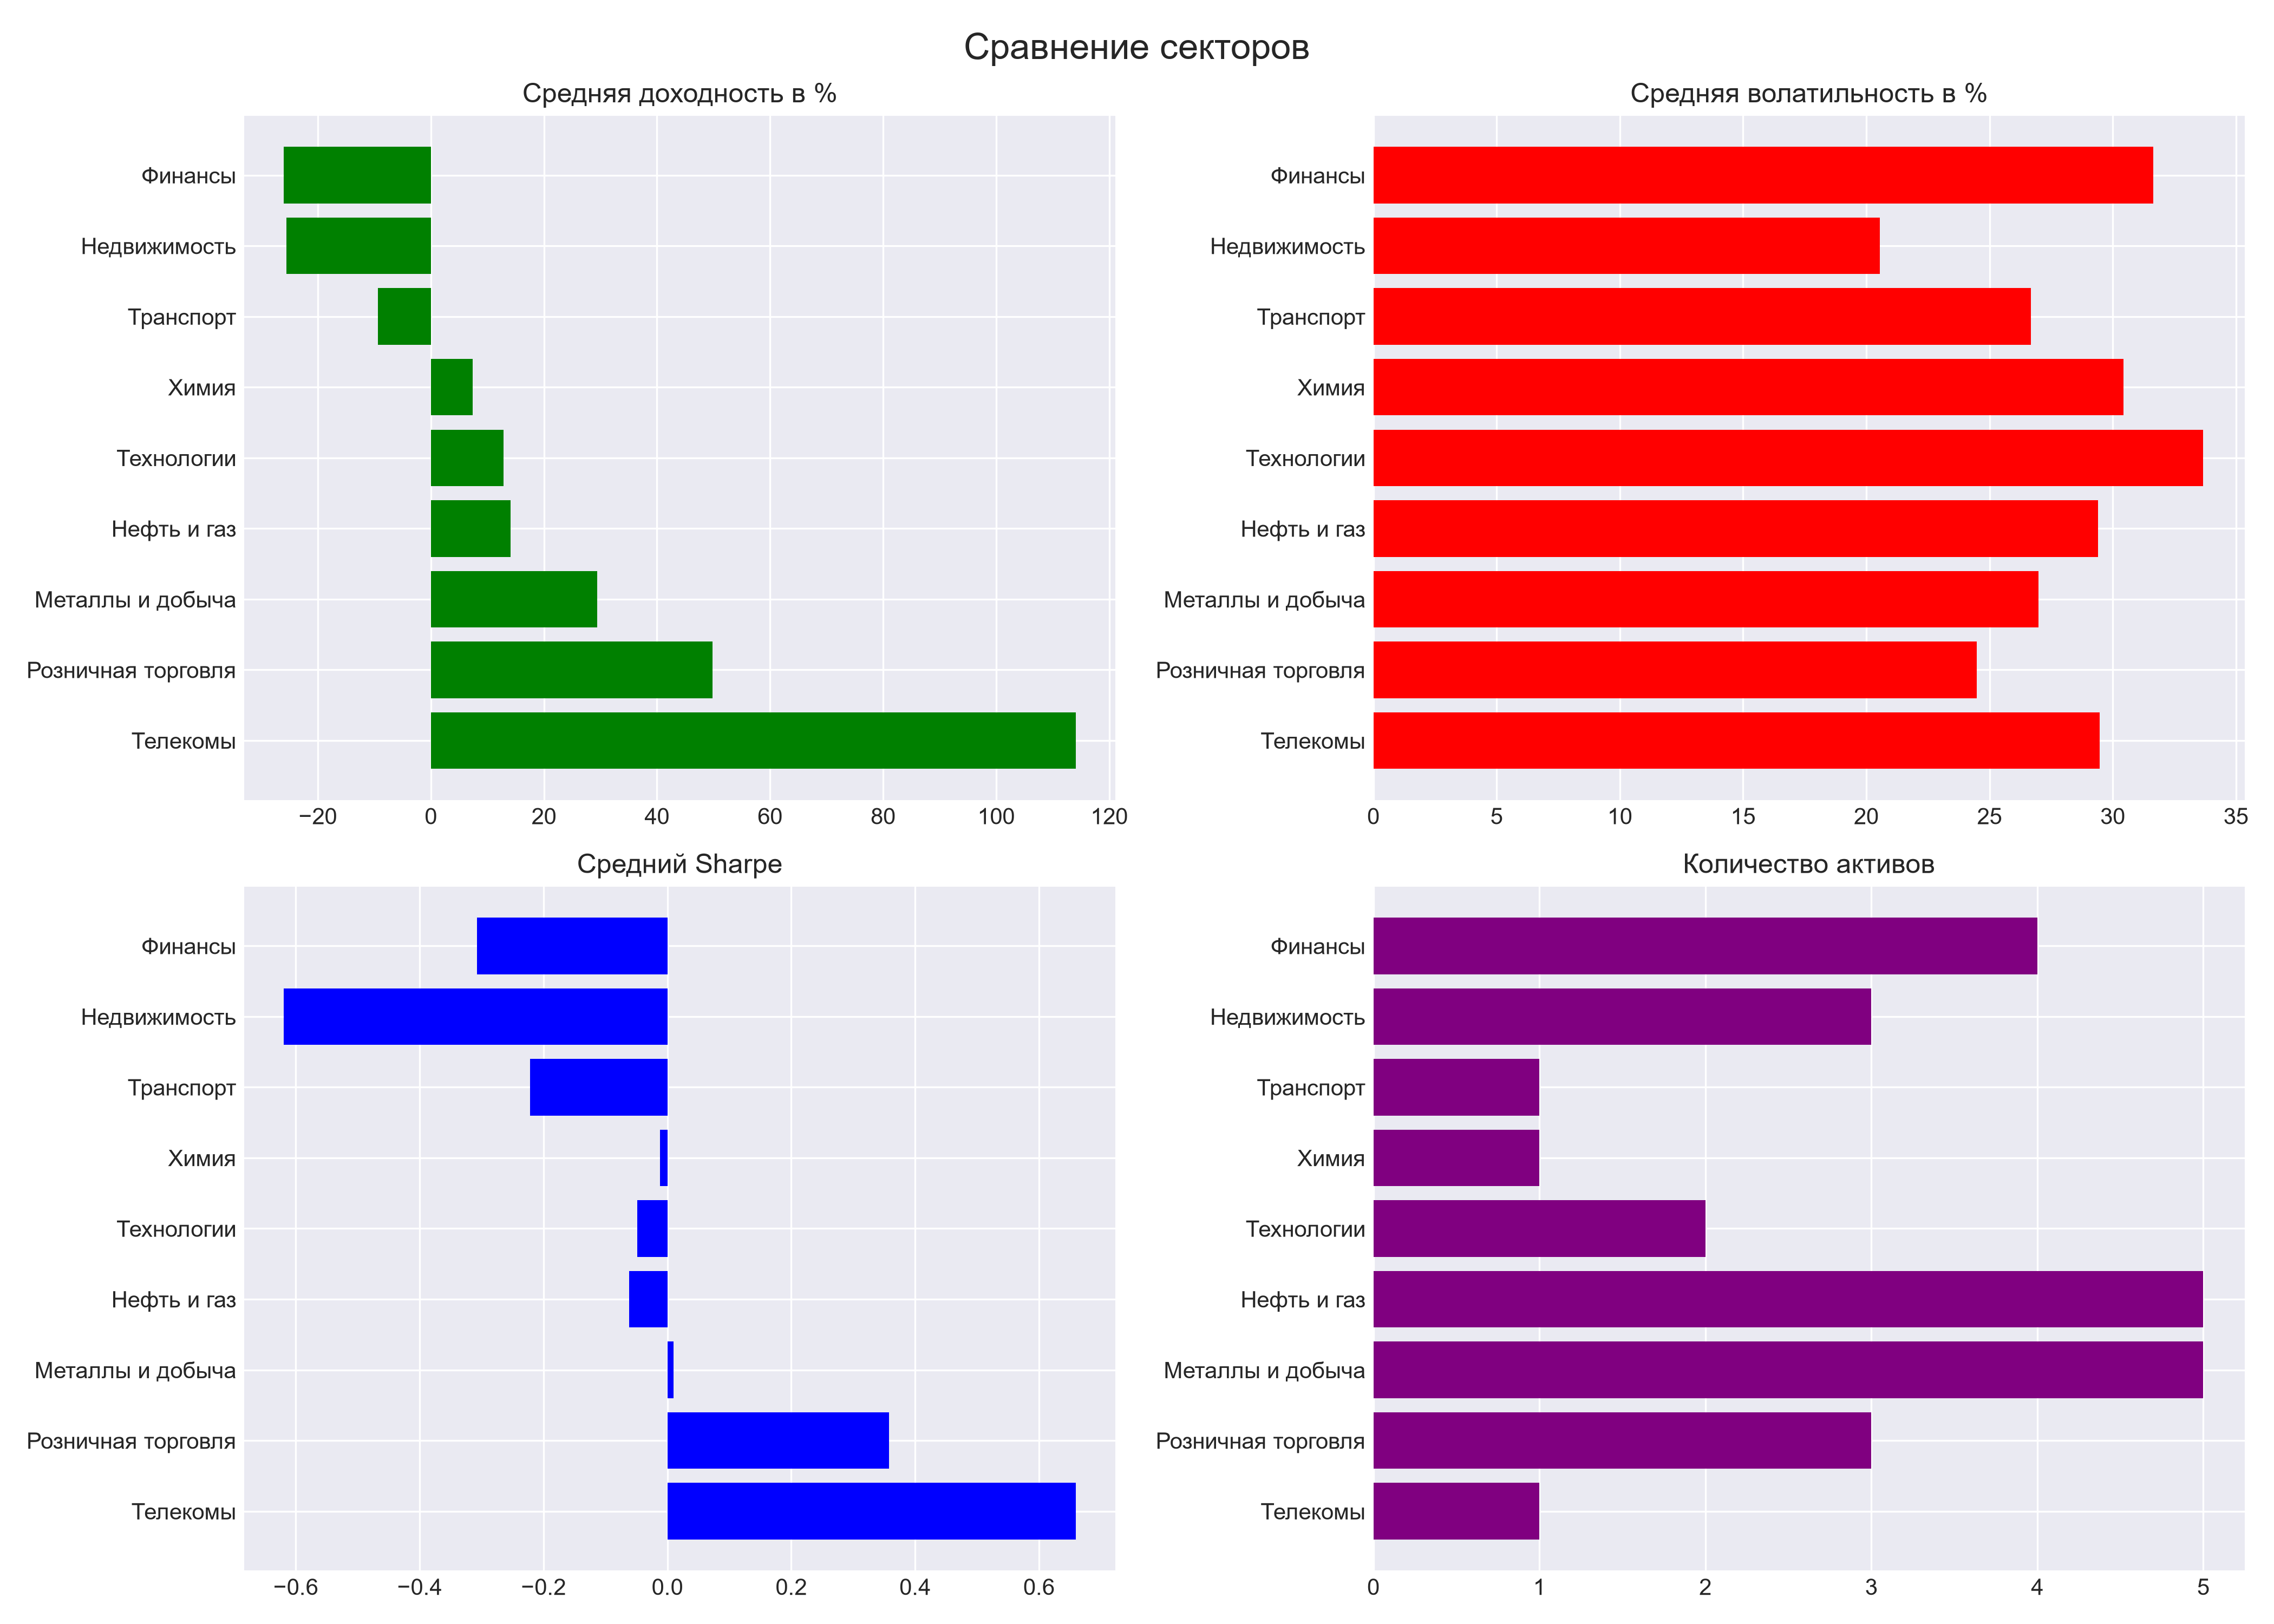 Сравнение секторов
Средняя доходность в %
Финансы
Недвижимость
Транспорт
Химия
Технологии
Нефть и газ
Металлы и добыча
Розничная торговля
Телекомы
−20 0 20 40 60 80 100 120
Средняя волатильность в %
Финансы
Недвижимость
Транспорт
Химия
Технологии
Нефть и газ
Металлы и добыча
Розничная торговля
Телекомы
0 5 10 15 20 25 30 35
Средний Sharpe
Финансы
Недвижимость
Транспорт
Химия
Технологии
Нефть и газ
Металлы и добыча
Розничная торговля
Телекомы
−0.6 −0.4 −0.2 0.0 0.2 0.4 0.6
Количество активов
Финансы
Недвижимость
Транспорт
Химия
Технологии
Нефть и газ
Металлы и добыча
Розничная торговля
Телекомы
0 1 2 3 4 5